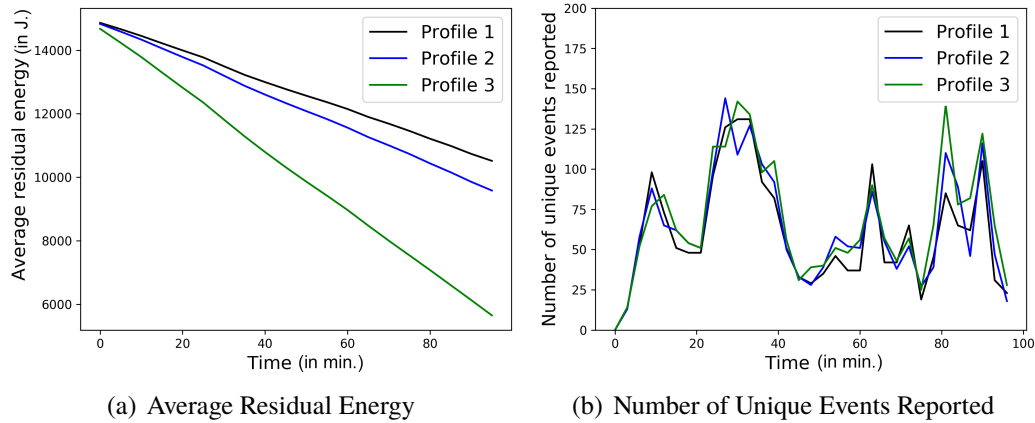 Average residual energy (in J.)
14000
12000
10000
8000
6000
0
20
40
60
80
Time (in min.)
Profile 1
Profile 2
Profile 3
(a) Average Residual Energy
Number of unique events reported
200
175
150
125
100
75
50
25
0
0
20
40
60
80
100
Time (in min.)
Profile 1
Profile 2
Profile 3
(b) Number of Unique Events Reported